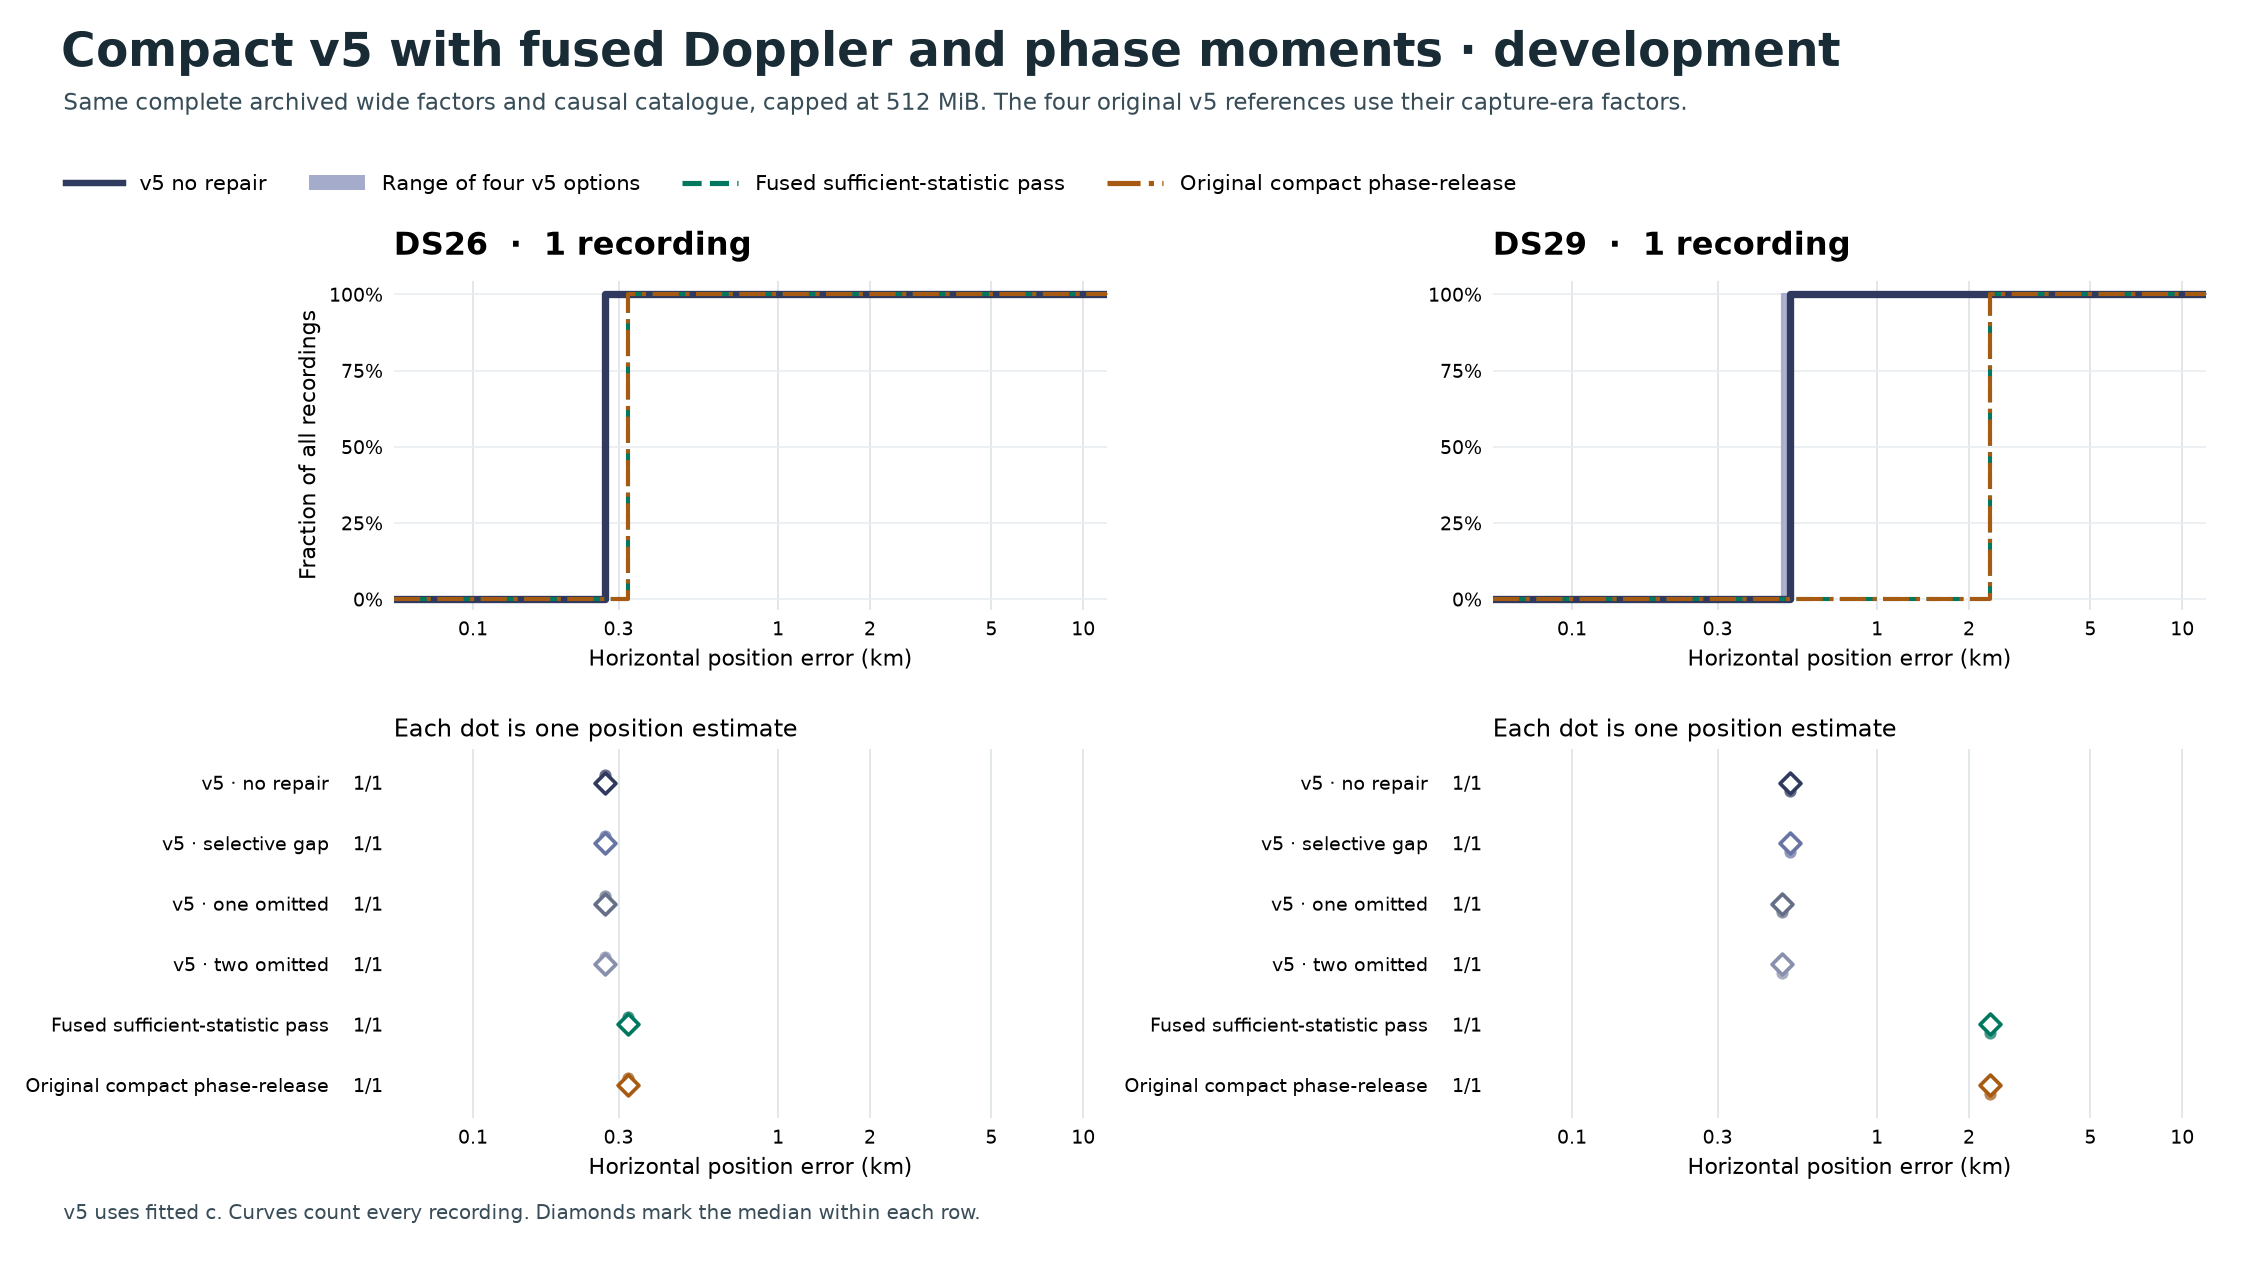 Compact v5 with fused Doppler and phase moments · development
Same complete archived wide factors and causal catalogue, capped at 512 MiB. The four original v5 references use their capture-era factors.
v5 no repair
Range of four v5 options
Fused sufficient-statistic pass
Original compact phase-release
DS26 · 1 recording
Fraction of all recordings
100%
75%
50%
25%
0%
0.1 0.3 1 2 5 10
Horizontal position error (km)
DS29 · 1 recording
100%
75%
50%
25%
0%
0.1 0.3 1 2 5 10
Horizontal position error (km)
Each dot is one position estimate
v5 · no repair 1/1
v5 · selective gap 1/1
v5 · one omitted 1/1
v5 · two omitted 1/1
Fused sufficient-statistic pass 1/1
Original compact phase-release 1/1
0.1 0.3 1 2 5 10
Horizontal position error (km)
Each dot is one position estimate
v5 · no repair 1/1
v5 · selective gap 1/1
v5 · one omitted 1/1
v5 · two omitted 1/1
Fused sufficient-statistic pass 1/1
Original compact phase-release 1/1
0.1 0.3 1 2 5 10
Horizontal position error (km)
v5 uses fitted c. Curves count every recording. Diamonds mark the median within each row.